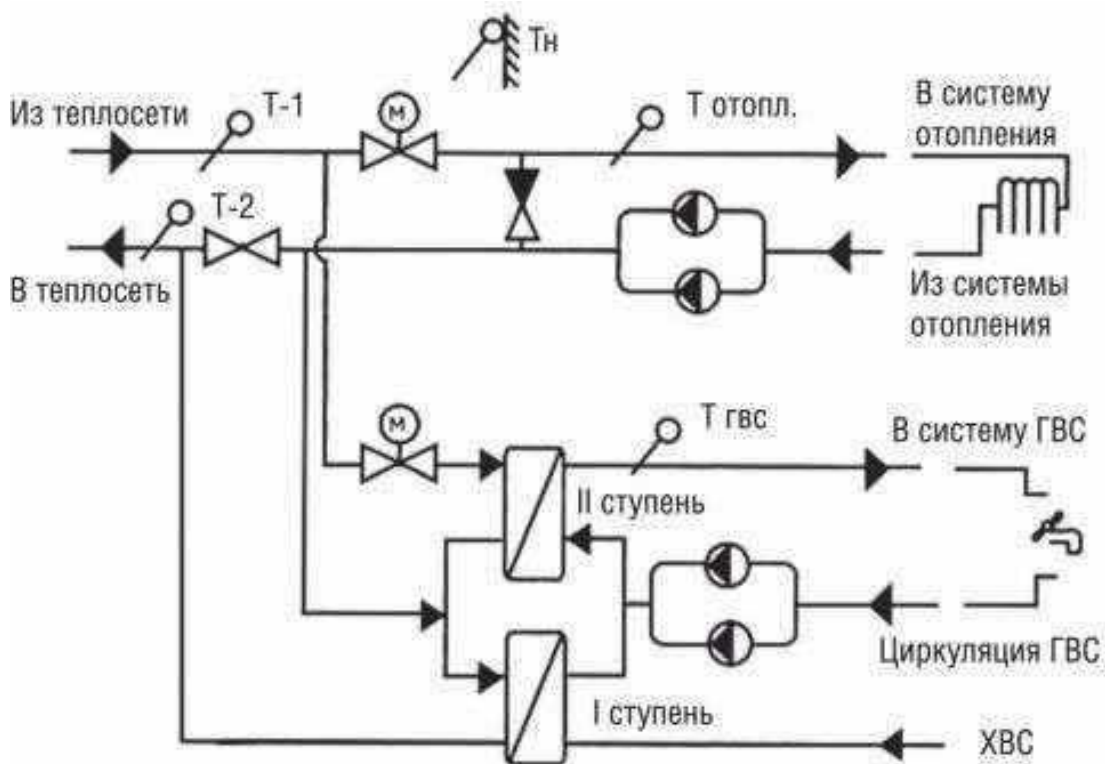 Тн
Из теплосети
Т-1
М
Т отопл.
В систему
отопления
Т-2
В теплосеть
Из системы
отопления
М
Т гвс
В систему ГВС
II ступень
Циркуляция ГВС
I ступень
ХВС